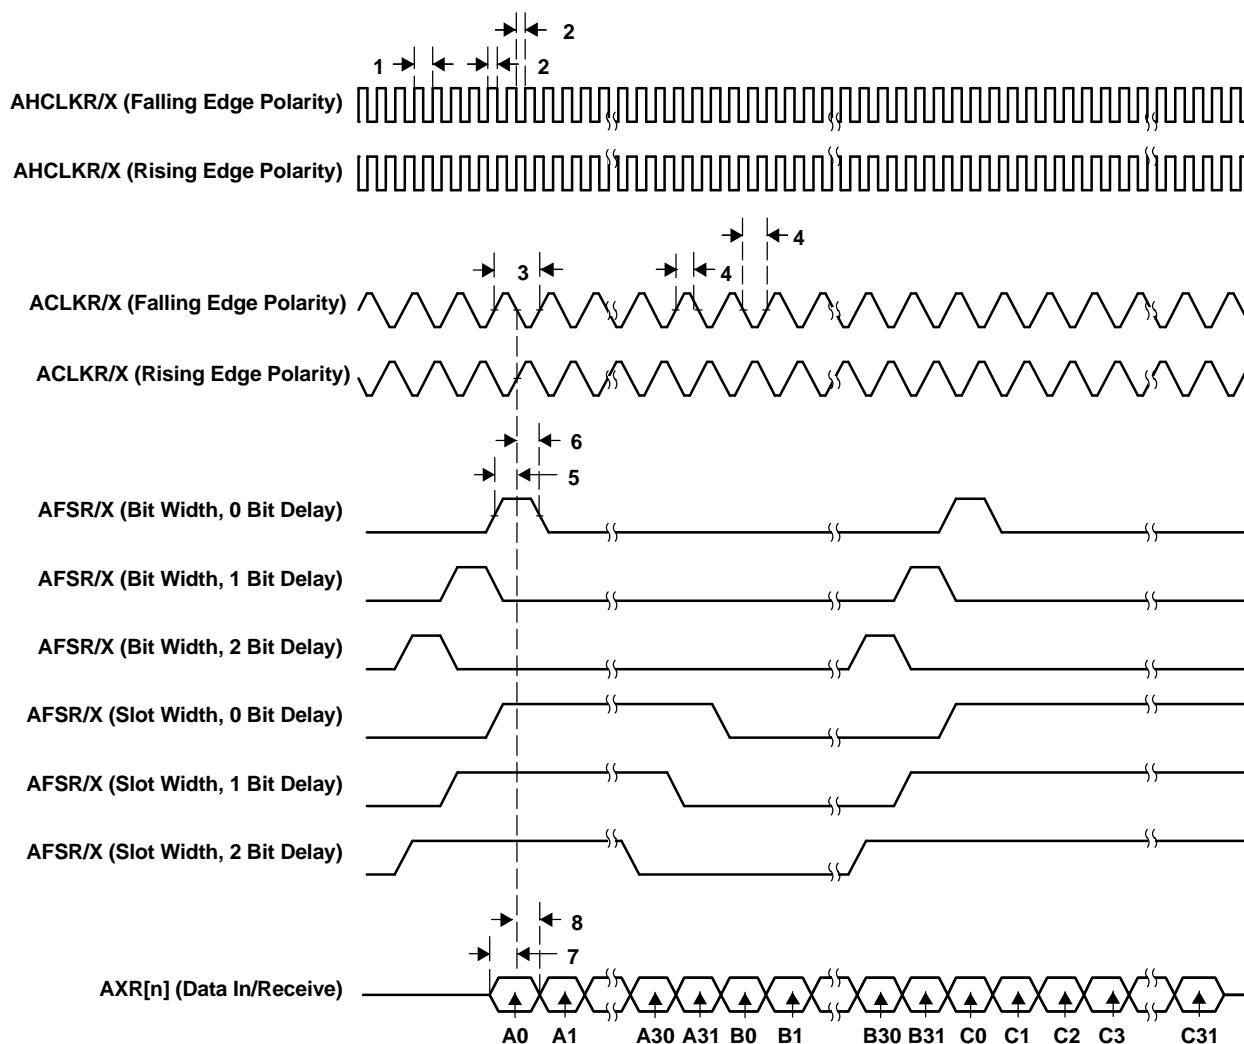 2
1
2
AHCLKR/X (Falling Edge Polarity)
AHCLKR/X (Rising Edge Polarity)
4
3
4
ACLKR/X (Falling Edge Polarity)
ACLKR/X (Rising Edge Polarity)
6
5
AFSR/X (Bit Width, 0 Bit Delay)
AFSR/X (Bit Width, 1 Bit Delay)
AFSR/X (Bit Width, 2 Bit Delay)
AFSR/X (Slot Width, 0 Bit Delay)
AFSR/X (Slot Width, 1 Bit Delay)
AFSR/X (Slot Width, 2 Bit Delay)
8
7
AXR[n] (Data In/Receive)
A0 A1 A30 A31 B0 B1 B30 B31 C0 C1 C2 C3 C31